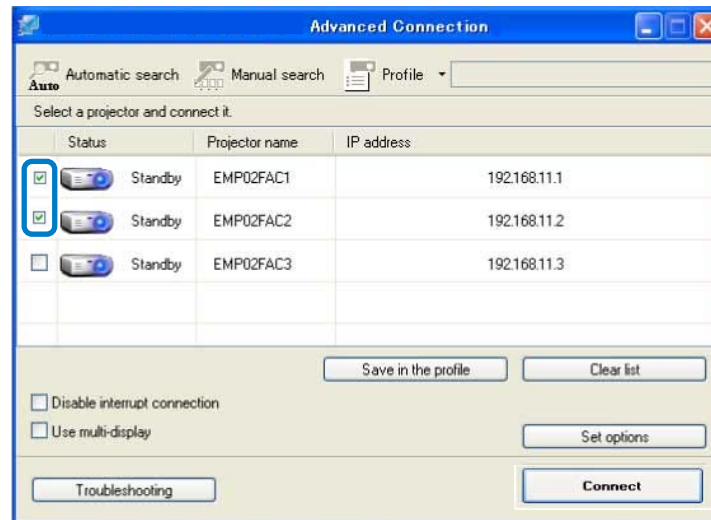 Advanced Connection
Auto Automatic search Manual search Profile
Select a projector and connect it.
Status Projector name IP address
Standby EMP02FAC1 192.168.11.1
Standby EMP02FAC2 192.168.11.2
Standby EMP02FAC3 192.168.11.3
Save in the profile Clear list
Disable interrupt connection
Use multi-display
Set options
Troubleshooting Connect